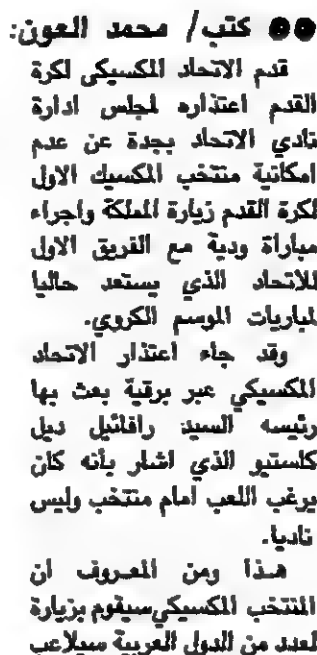 ●● كتب/ محمد العون:
قدم الاتحاد المكسيكي لكرة
القدم اعتذاره لمجلس ادارة
نادي الاتحاد بجدة عن عدم
امكانية منتخب المكسيك الاول
لكرة القدم زيارة المملكة واجراء
مباراة ودية مع الفريق الاول
للاتحاد الذي يستعد حاليا
لمباريات الموسم الكروي.
وقد جاء اعتذار الاتحاد
المكسيكي عبر برقية بعث بها
رئيسه السيد رافائيل ديل
كاستيو الذي اشار بأنه كان
يرغب اللعب امام منتخب وليس
ناديا.
هذا ومن المعروف ان
المنتخب المكسيكي سيقوم بزيارة
لعدد من الدول العربية سيلاعب